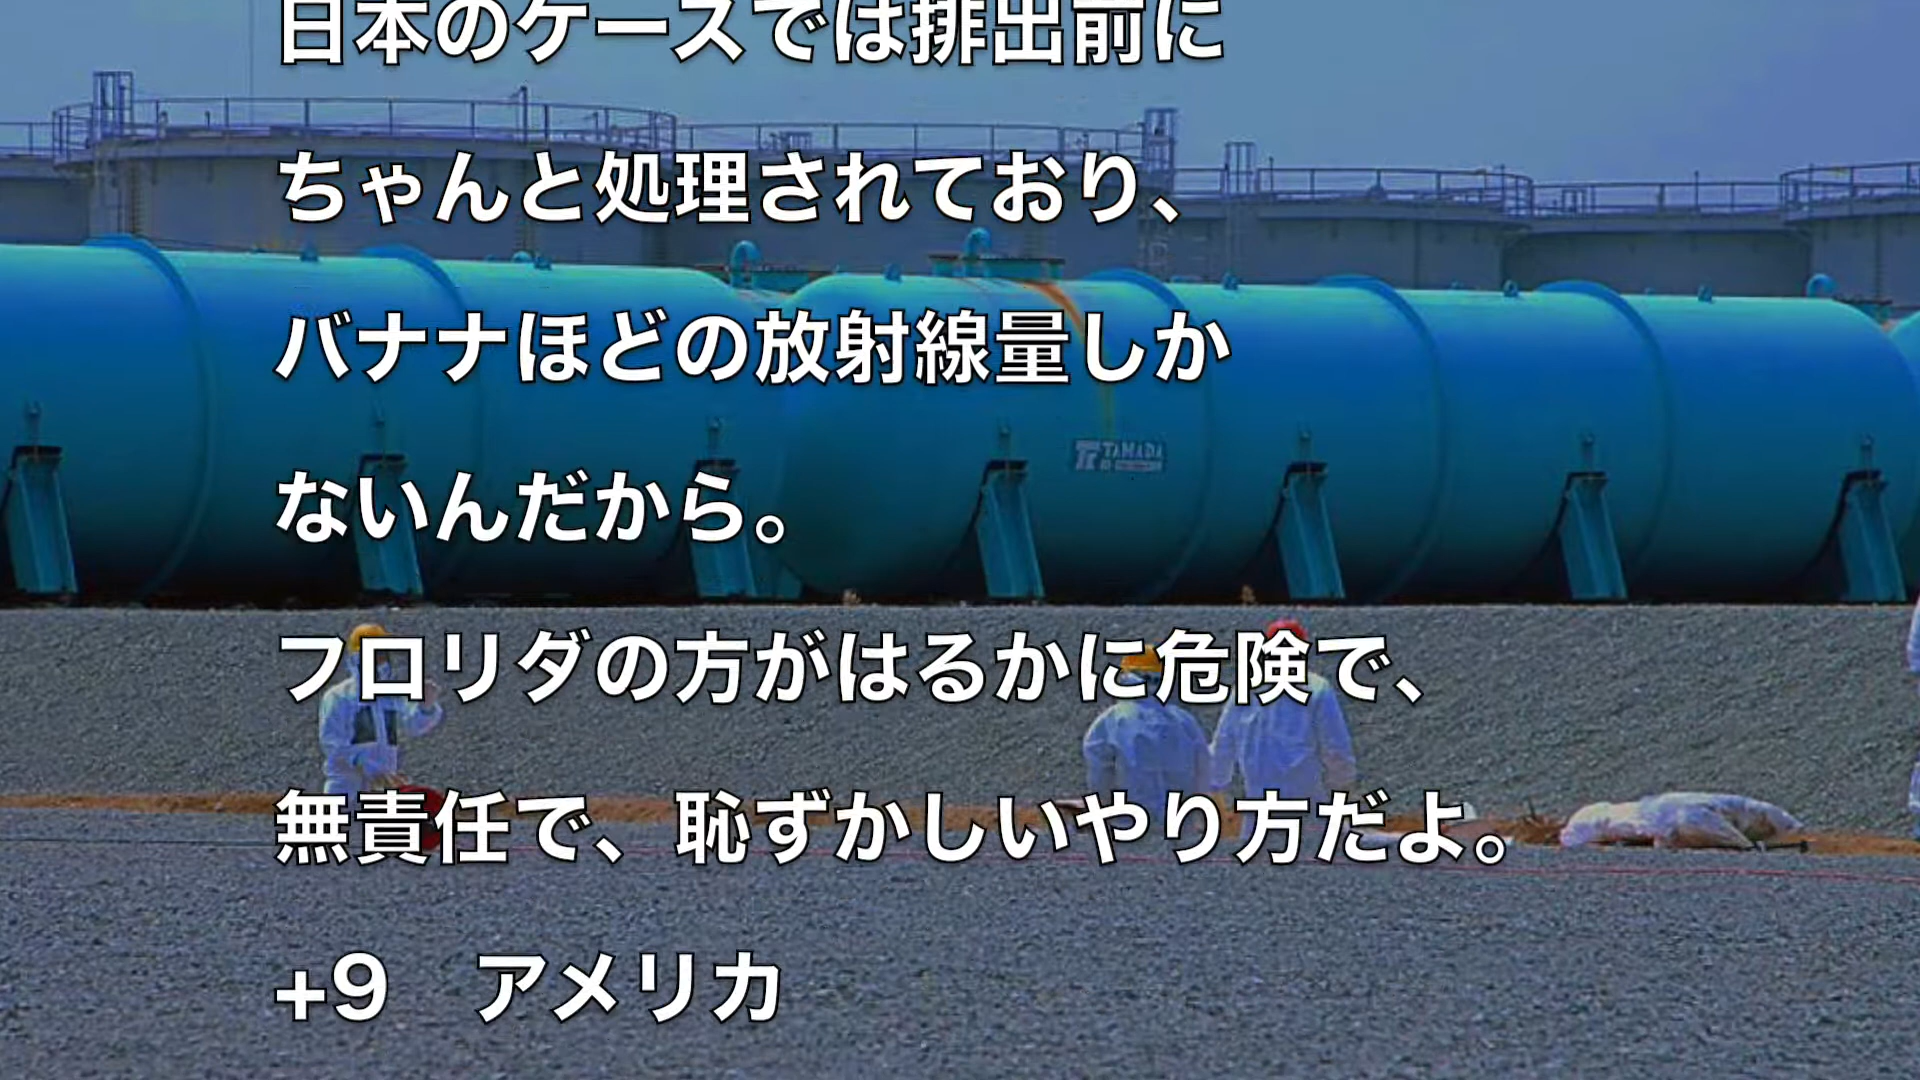 日本のケースでは排出前に
ちゃんと処理されており、
バナナほどの放射線量しか
ないんだから。
TAMADA
フロリダの方がはるかに危険で、
無責任で、恥ずかしいやり方だよ。
+9　アメリカ